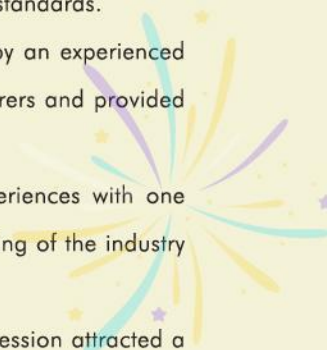 standards.
by an experienced
rers and provided
eriences with one
ing of the industry
ession attracted a